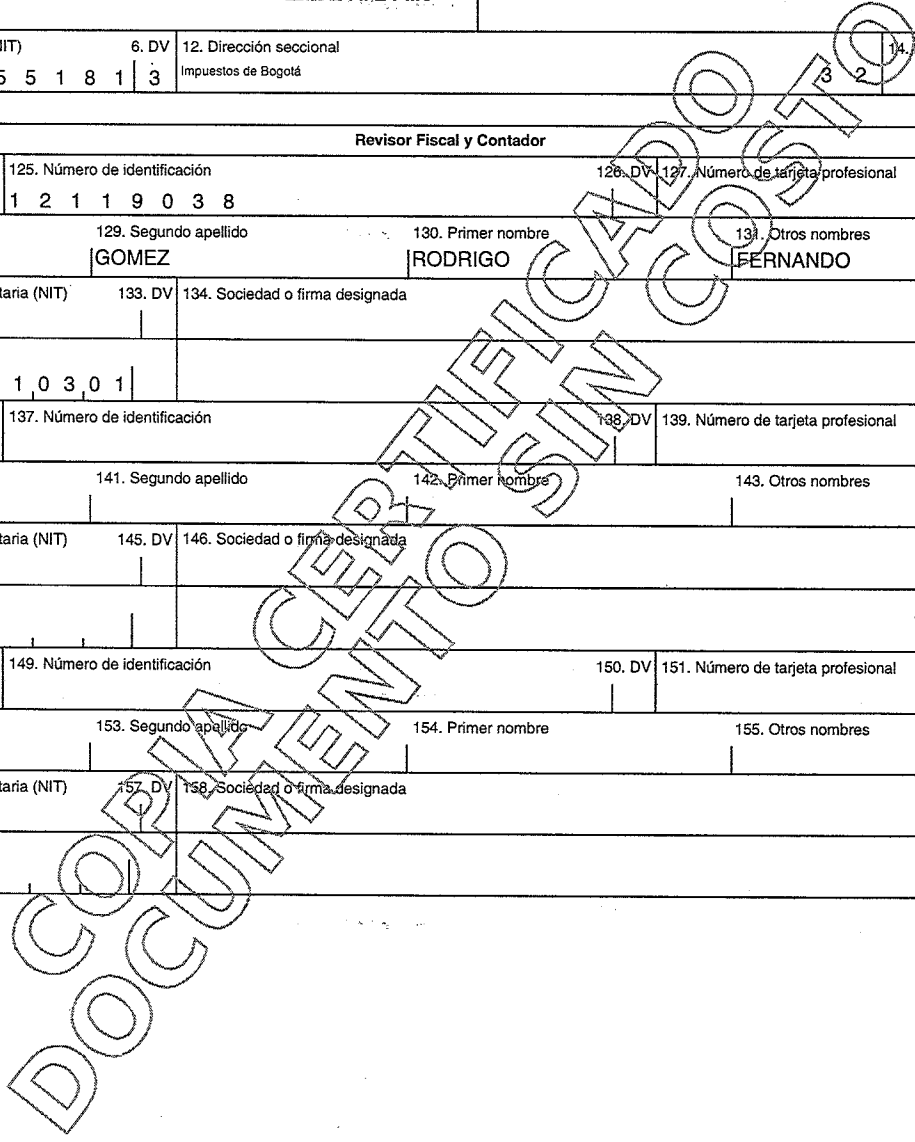 6. DV 12. Dirección seccional 14.
5 5 1 8 1 3 Impuestos de Bogotá 3 2
Revisor Fiscal y Contador
125. Número de identificación 126. DV 127. Número de tarjeta profesional
1 2 1 1 9 0 3 8
129. Segundo apellido 130. Primer nombre 131. Otros nombres
GOMEZ RODRIGO FERNANDO
taria (NIT) 133. DV 134. Sociedad o firma designada
1 0 3 0 1
137. Número de identificación 138. DV 139. Número de tarjeta profesional
141. Segundo apellido 142. Primer nombre 143. Otros nombres
taria (NIT) 145. DV 146. Sociedad o firma designada
149. Número de identificación 150. DV 151. Número de tarjeta profesional
153. Segundo apellido 154. Primer nombre 155. Otros nombres
taria (NIT) 157. DV 158. Sociedad o firma designada
COPIA CERTIFICADO
DOCUMENTO SIN COSTO